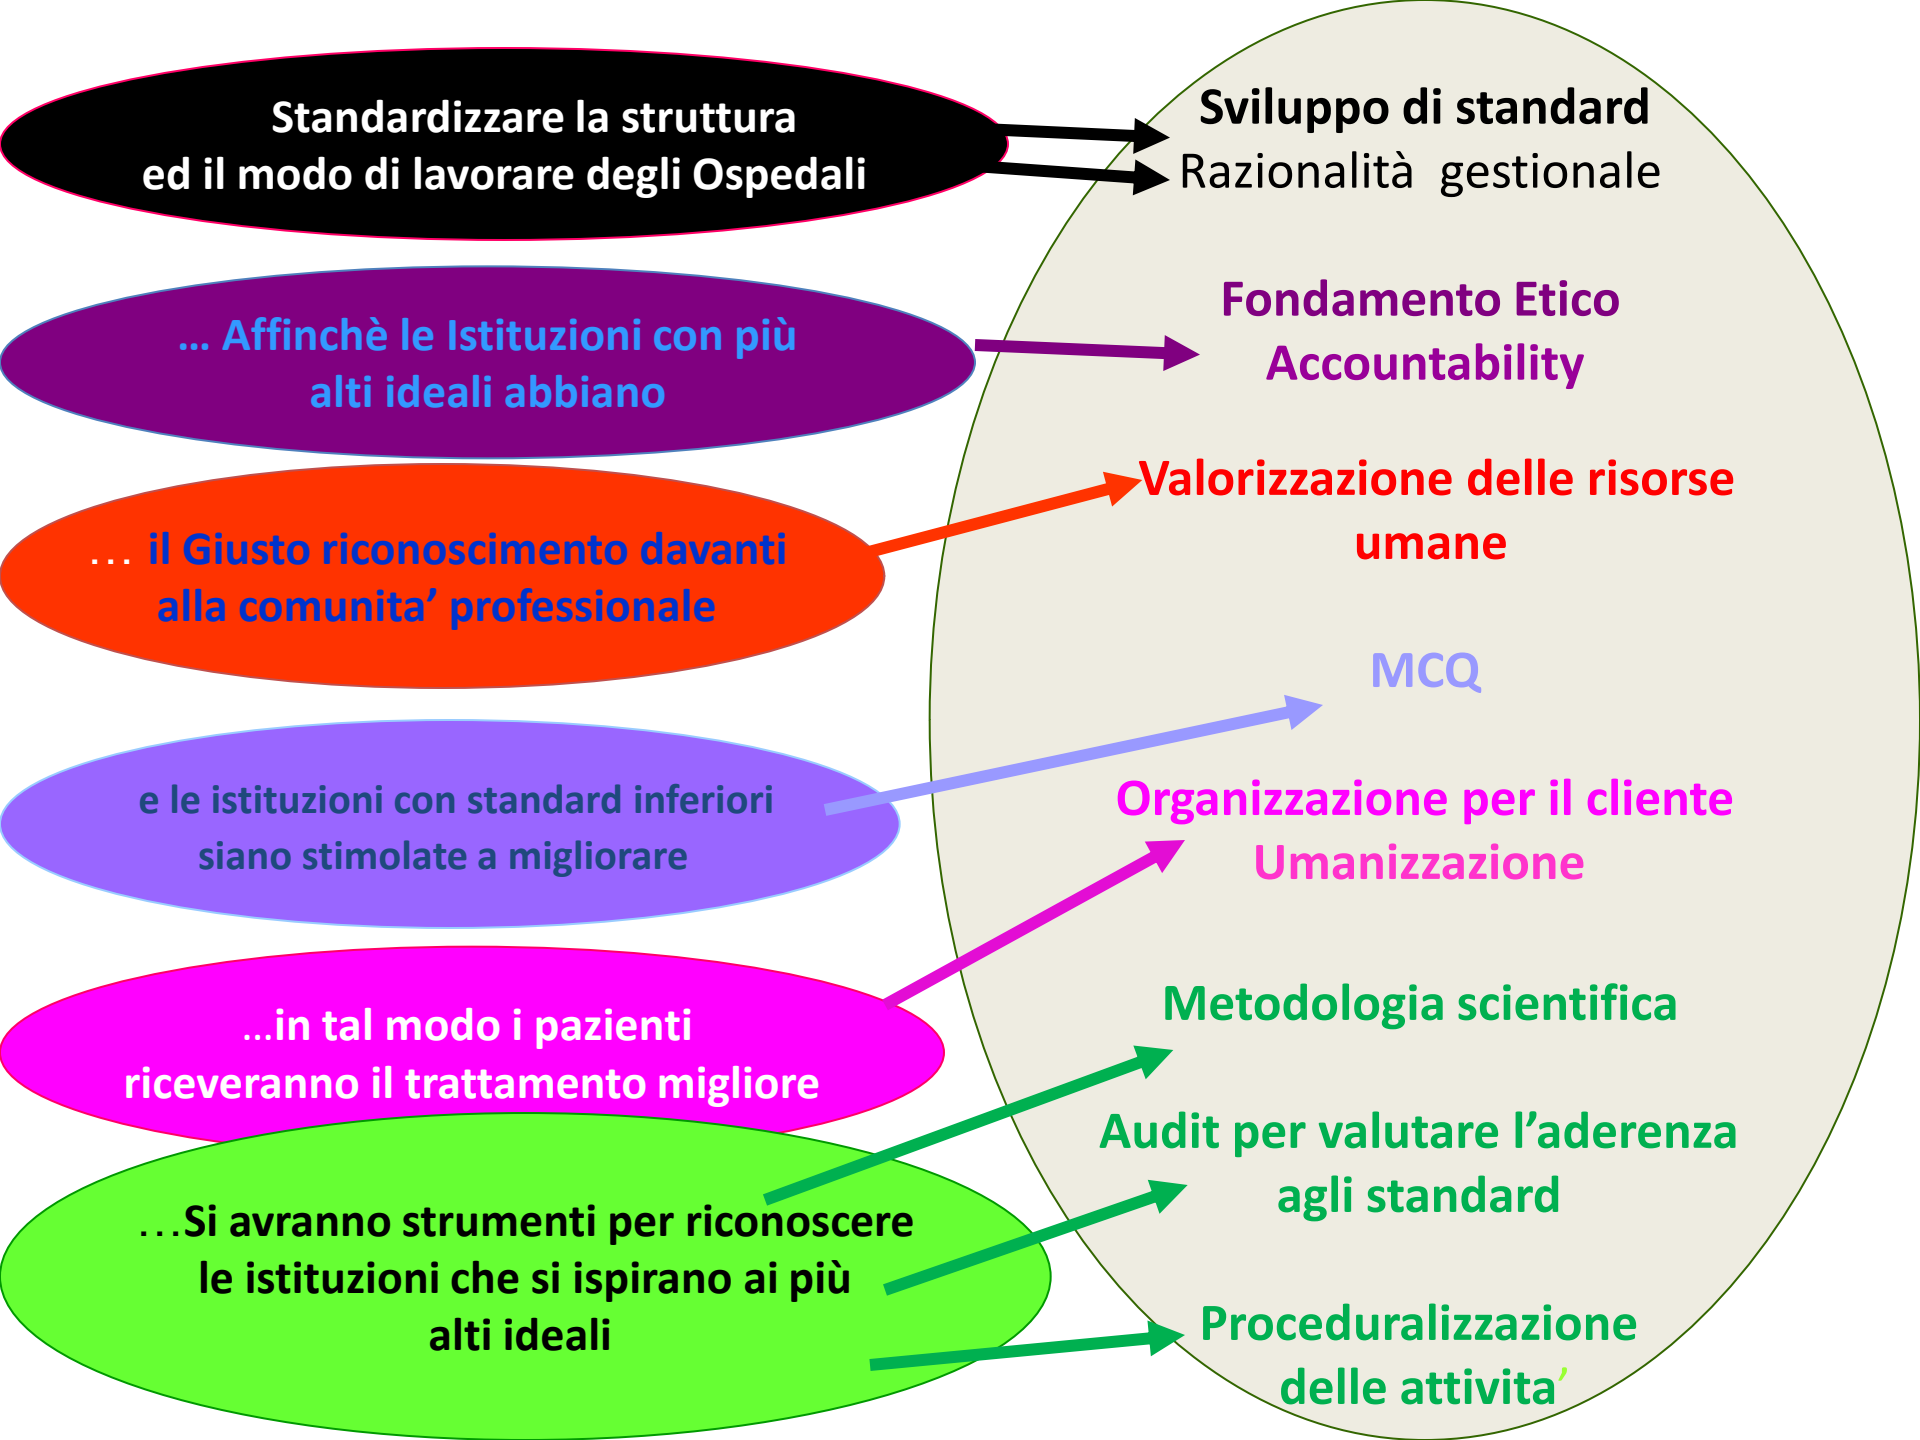 Standardizzare la struttura
ed il modo di lavorare degli Ospedali
… Affinchè le Istituzioni con più
alti ideali abbiano
… il Giusto riconoscimento davanti
alla comunita’ professionale
e le istituzioni con standard inferiori
siano stimolate a migliorare
…in tal modo i pazienti
riceveranno il trattamento migliore
…Si avranno strumenti per riconoscere
le istituzioni che si ispirano ai più
alti ideali
Sviluppo di standard
Razionalità gestionale
Fondamento Etico
Accountability
Valorizzazione delle risorse
umane
MCQ
Organizzazione per il cliente
Umanizzazione
Metodologia scientifica
Audit per valutare l’aderenza
agli standard
Proceduralizzazione
delle attivita’